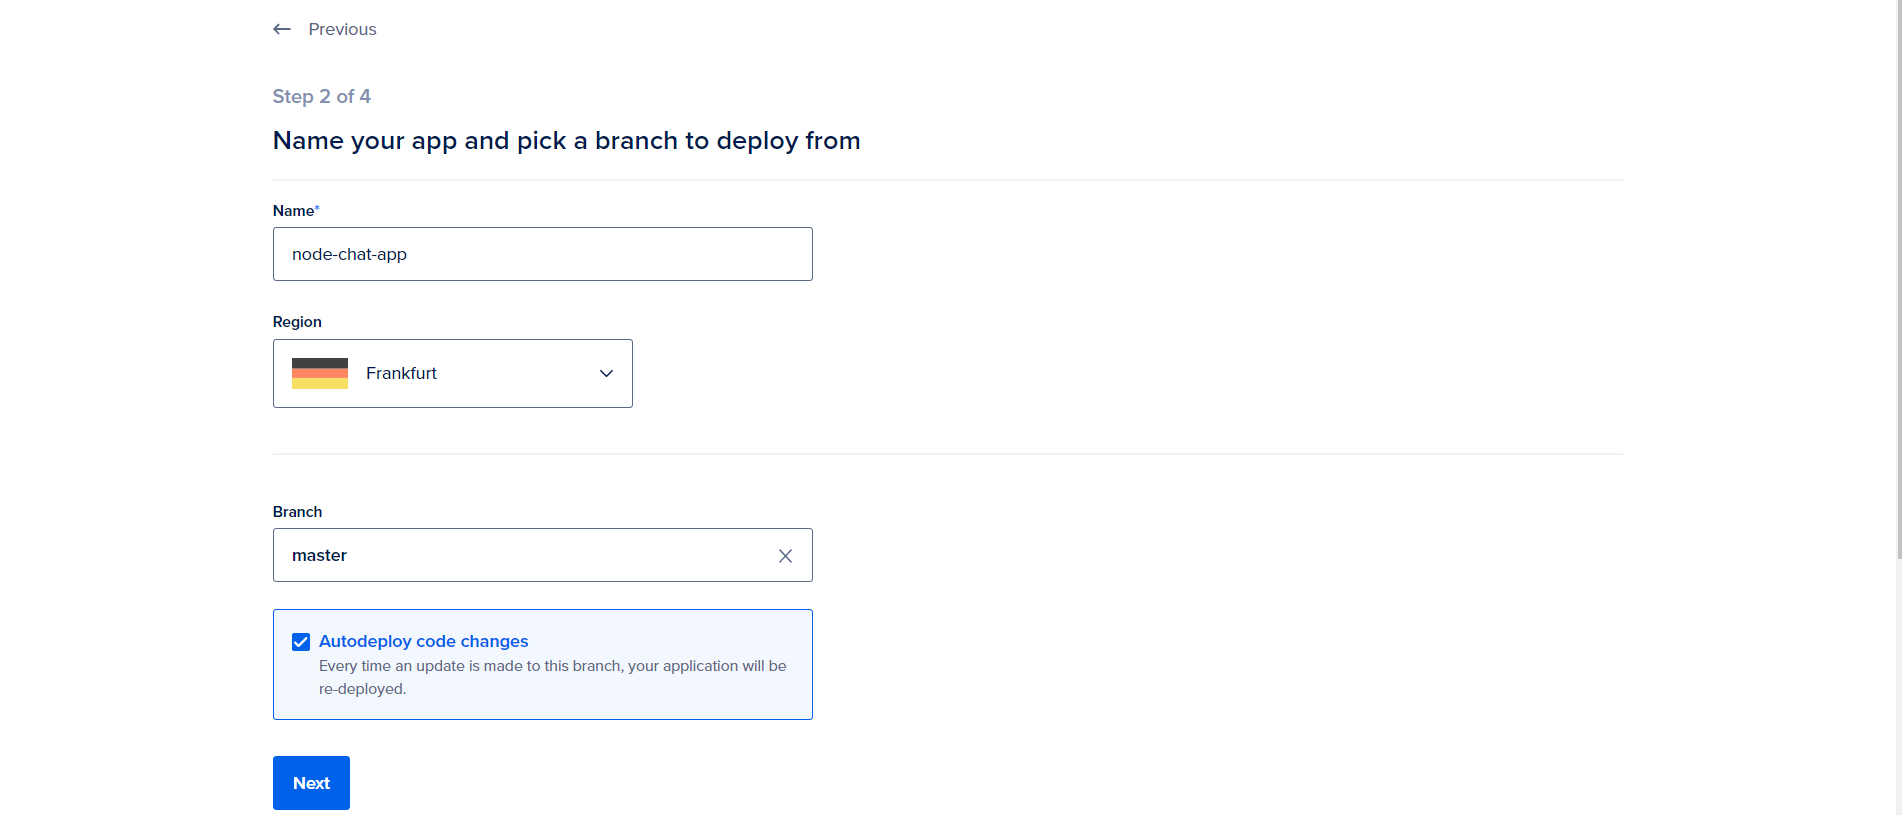 Previous
Step 2 of 4
Name your app and pick a branch to deploy from
Name*
node-chat-app
Region
Frankfurt
Branch
master
Autodeploy code changes
Every time an update is made to this branch, your application will be
re-deployed.
Next